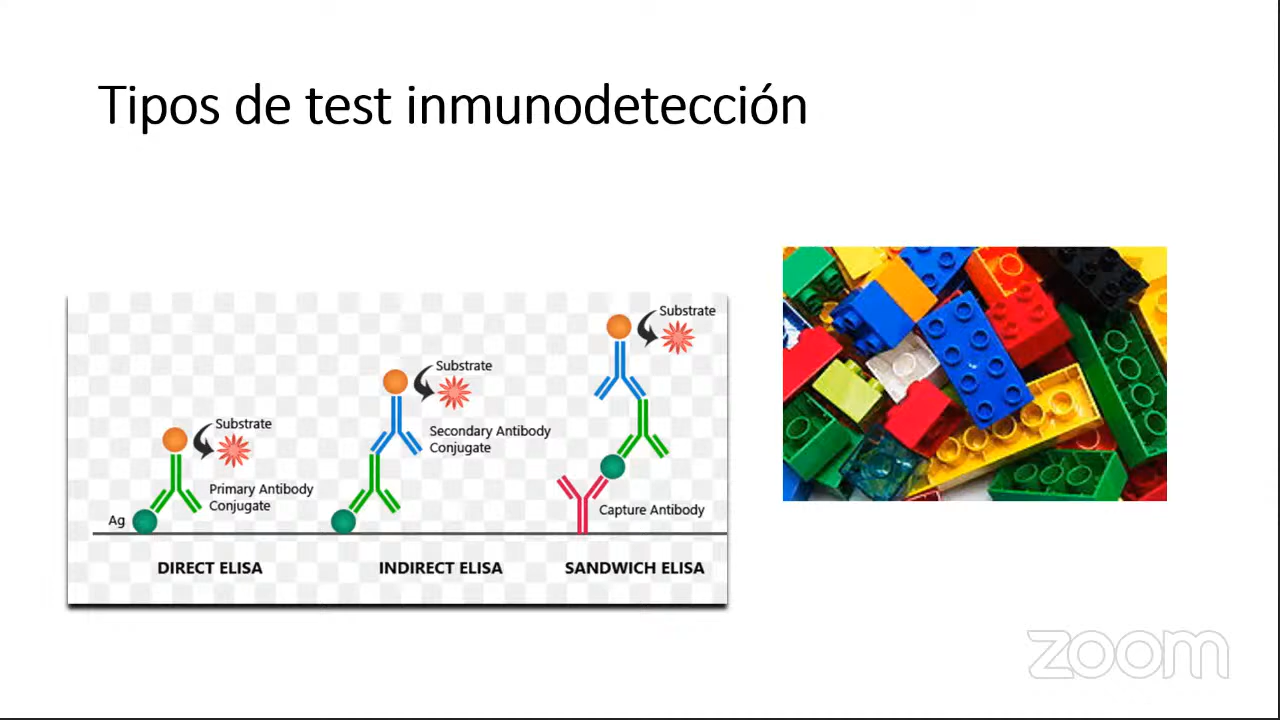 Tipos de test inmunodetección
Substrate
Substrate
Substrate
Secondary Antibody
Conjugate
Primary Antibody
Conjugate
Ag
Capture Antibody
DIRECT ELISA
INDIRECT ELISA
SANDWICH ELISA
zoom